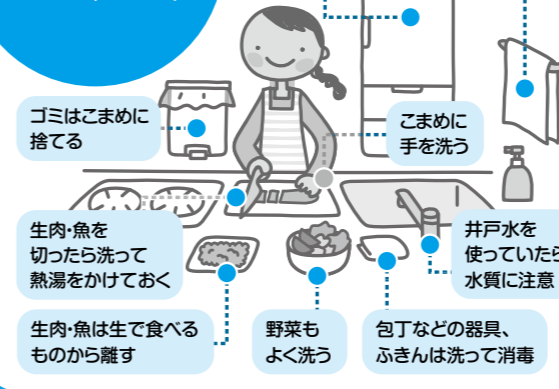 ゴミはこまめに
捨てる
こまめに
手を洗う
生肉・魚を
切ったら洗って
熱湯をかけておく
井戸水を
使っていたら
水質に注意
生肉・魚は生で食べる
ものから離す
野菜も
よく洗う
包丁などの器具、
ふきんは洗って消毒